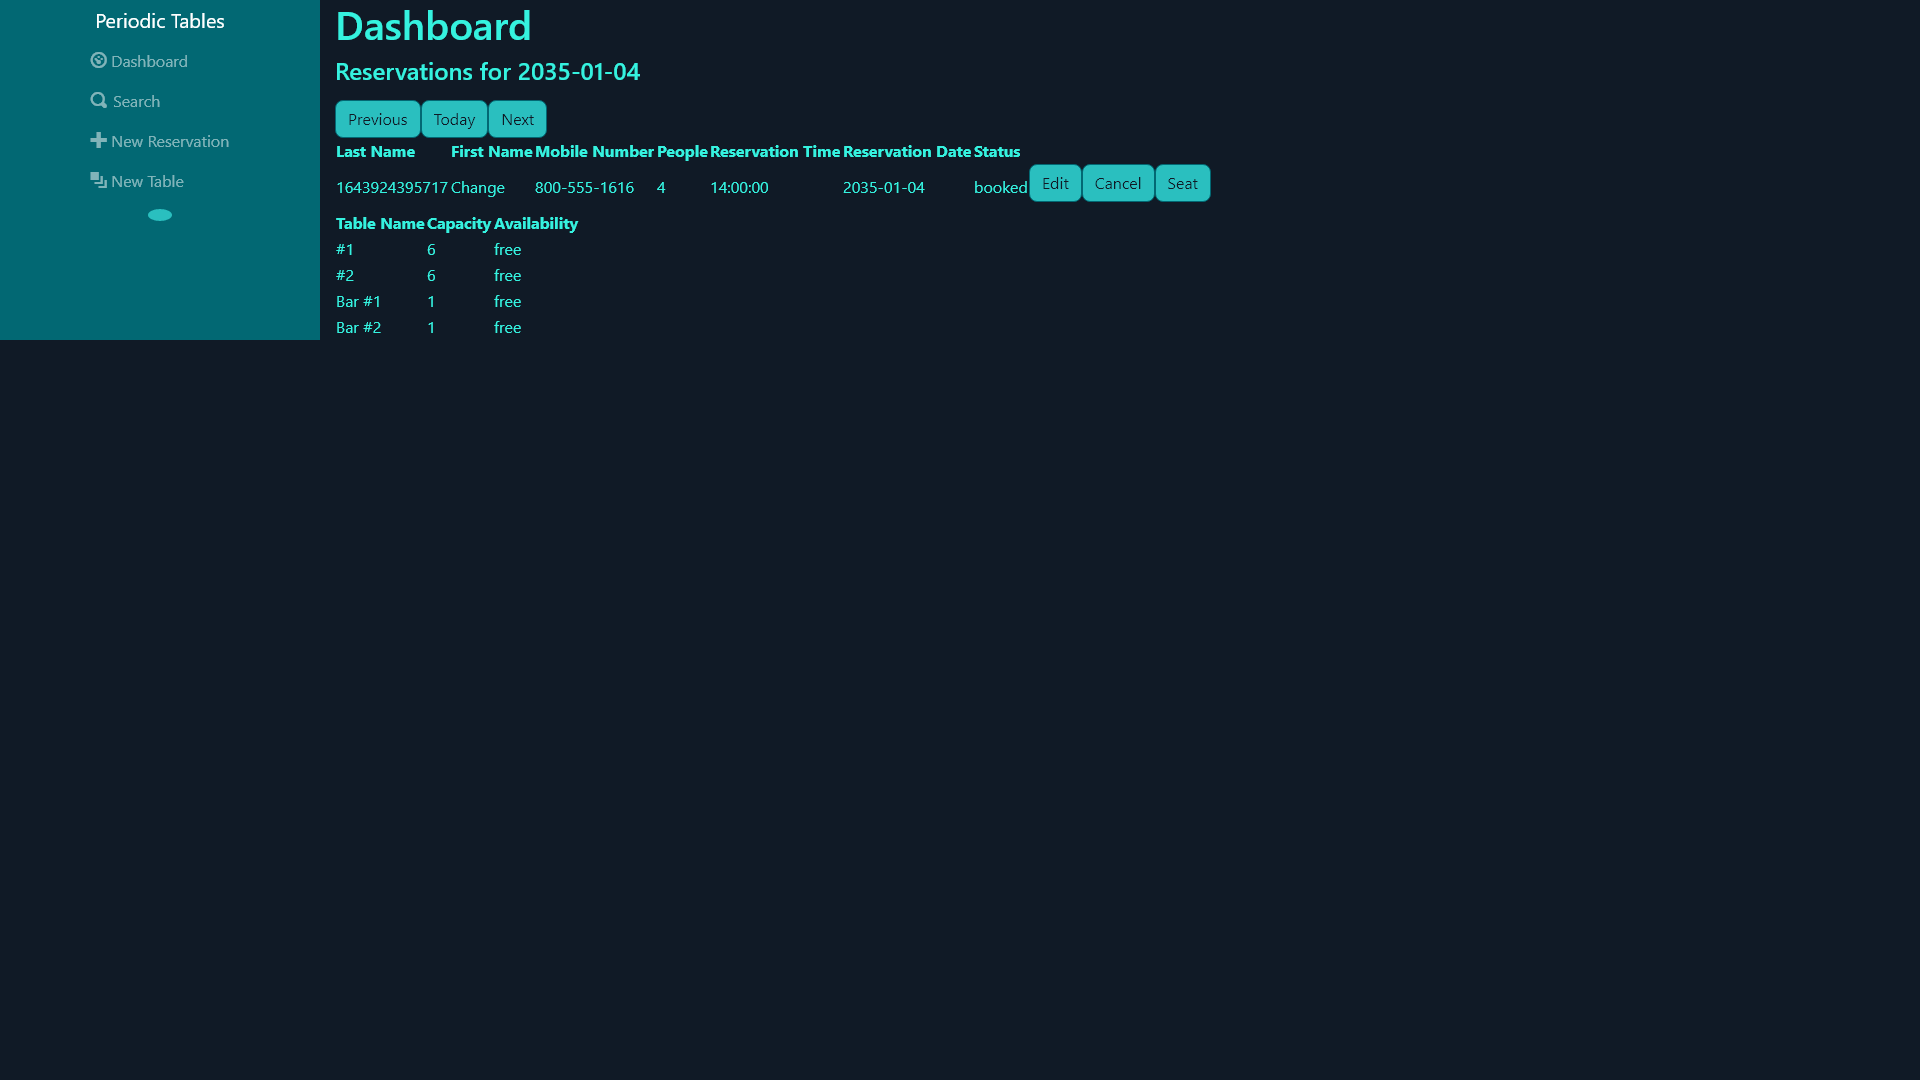 Periodic Tables
Dashboard
Search
New Reservation
New Table
Dashboard
Reservations for 2035-01-04
Previous Today Next
Last Name First Name Mobile Number People Reservation Time Reservation Date Status
1643924395717 Change 800-555-1616 4 14:00:00 2035-01-04 booked Edit Cancel Seat
Table Name Capacity Availability
#1 6 free
#2 6 free
Bar #1 1 free
Bar #2 1 free